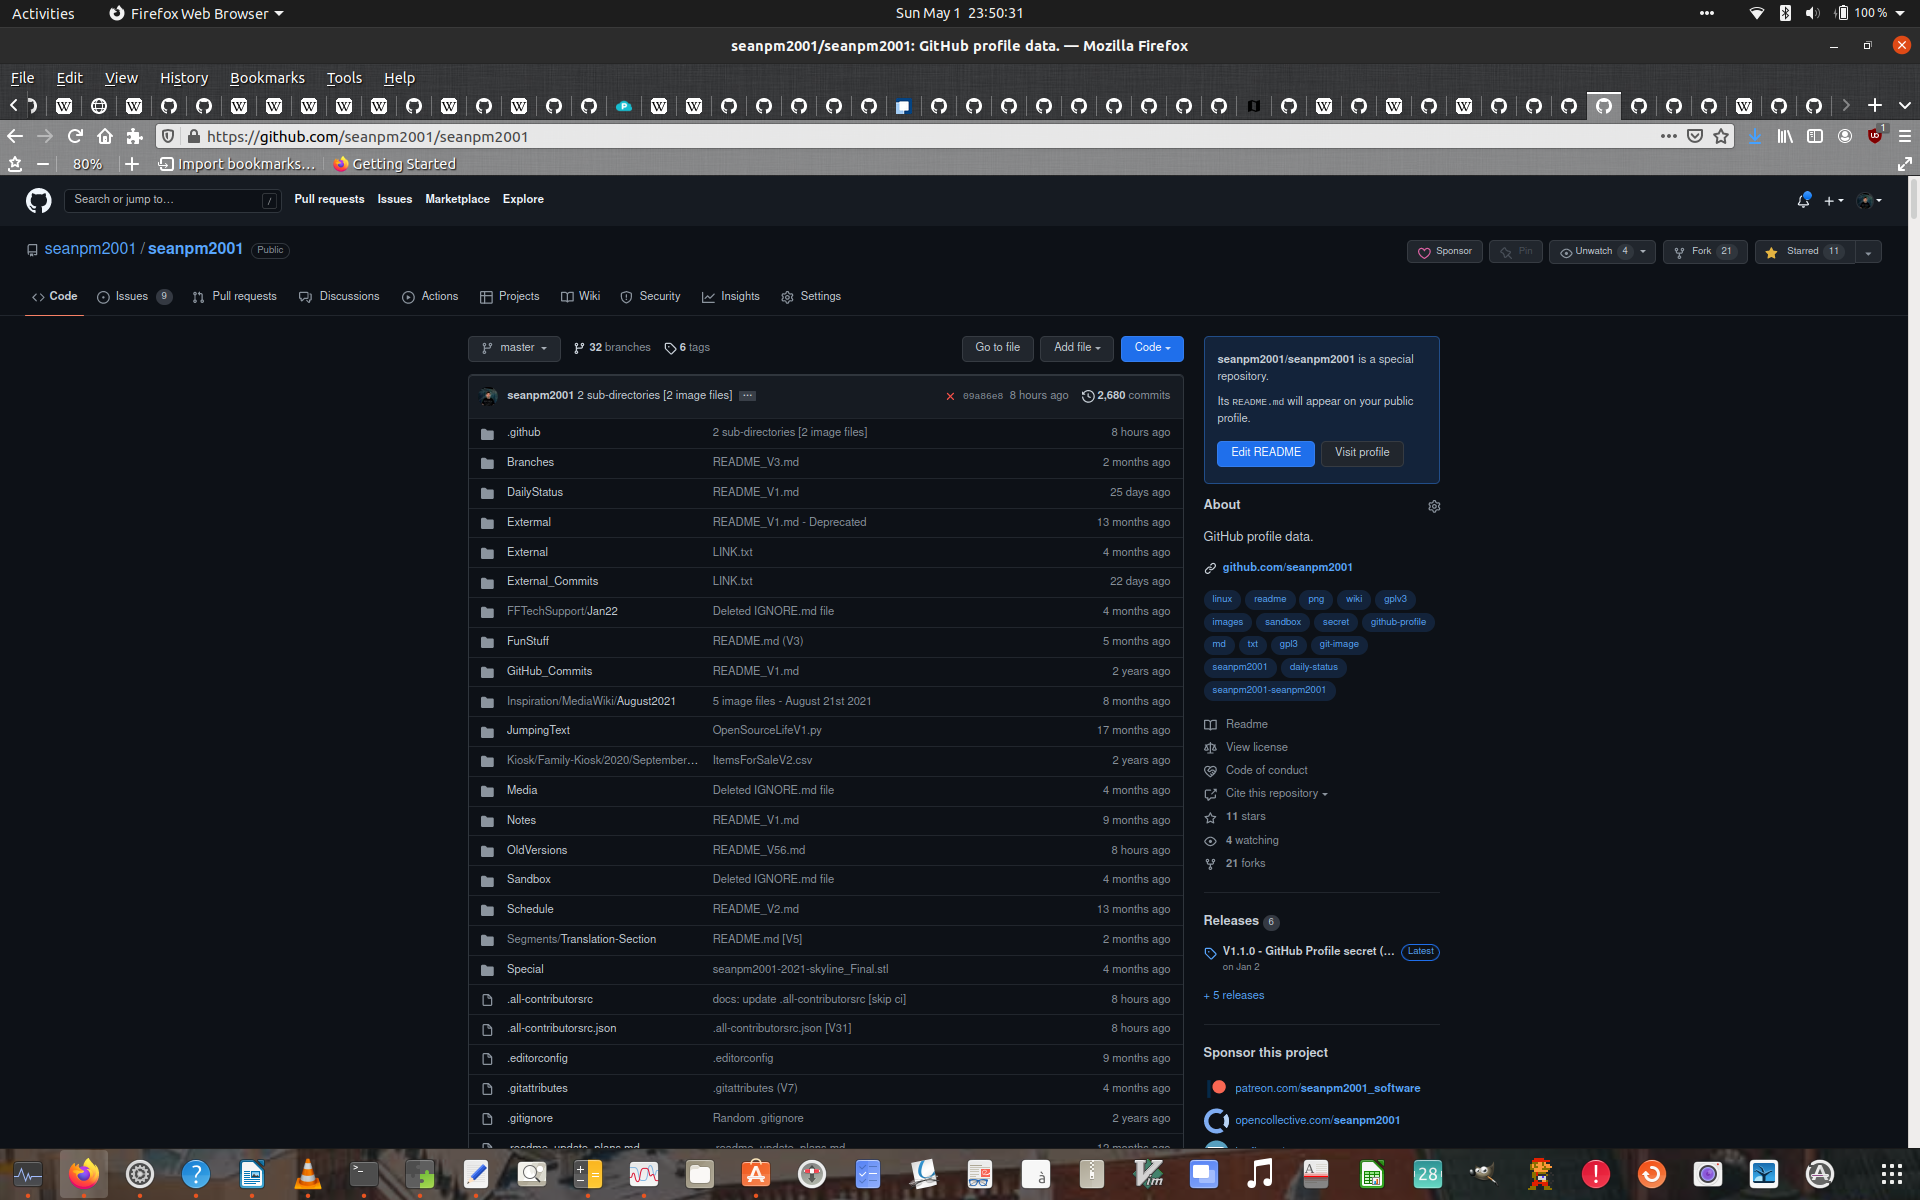 Activities
Firefox Web Browser
Sun May 1 23:50:31
100 %
seanpm2001/seanpm2001: GitHub profile data. — Mozilla Firefox
File Edit View History Bookmarks Tools Help
https://github.com/seanpm2001/seanpm2001
1
80%
Import bookmarks...
Getting Started
Search or jump to...
/
Pull requests Issues Marketplace Explore
seanpm2001 / seanpm2001 Public
Sponsor
Pin
Unwatch 4
Fork 21
Starred 11
Code
Issues 9
Pull requests
Discussions
Actions
Projects
Wiki
Security
Insights
Settings
master
32 branches
6 tags
Go to file
Add file
Code
seanpm2001 2 sub-directories [2 image files] ...
09a86e8 8 hours ago
2,680 commits
.github 2 sub-directories [2 image files] 8 hours ago
Branches README_V3.md 2 months ago
DailyStatus README_V1.md 25 days ago
Extermal README_V1.md - Deprecated 13 months ago
External LINK.txt 4 months ago
External_Commits LINK.txt 22 days ago
FFTechSupport/Jan22 Deleted IGNORE.md file 4 months ago
FunStuff README.md (V3) 5 months ago
GitHub_Commits README_V1.md 2 years ago
Inspiration/MediaWiki/August2021 5 image files - August 21st 2021 8 months ago
JumpingText OpenSourceLifeV1.py 17 months ago
Kiosk/Family-Kiosk/2020/September... ItemsForSaleV2.csv 2 years ago
Media Deleted IGNORE.md file 4 months ago
Notes README_V1.md 9 months ago
OldVersions README_V56.md 8 hours ago
Sandbox Deleted IGNORE.md file 4 months ago
Schedule README_V2.md 13 months ago
Segments/Translation-Section README.md [V5] 2 months ago
Special seanpm2001-2021-skyline_Final.stl 4 months ago
.all-contributorsrc docs: update .all-contributorsrc [skip ci] 8 hours ago
.all-contributorsrc.json .all-contributorsrc.json [V31] 8 hours ago
.editorconfig .editorconfig 9 months ago
.gitattributes .gitattributes (V7) 4 months ago
.gitignore Random .gitignore 2 years ago
seanpm2001/seanpm2001 is a special
repository.
Its README.md will appear on your public
profile.
Edit README
Visit profile
About
GitHub profile data.
github.com/seanpm2001
linux readme png wiki gplv3
images sandbox secret github-profile
md txt gpl3 git-image
seanpm2001 daily-status
seanpm2001-seanpm2001
Readme
View license
Code of conduct
Cite this repository
11 stars
4 watching
21 forks
Releases 6
V1.1.0 - GitHub Profile secret (... Latest
on Jan 2
+ 5 releases
Sponsor this project
patreon.com/seanpm2001_software
opencollective.com/seanpm2001
28